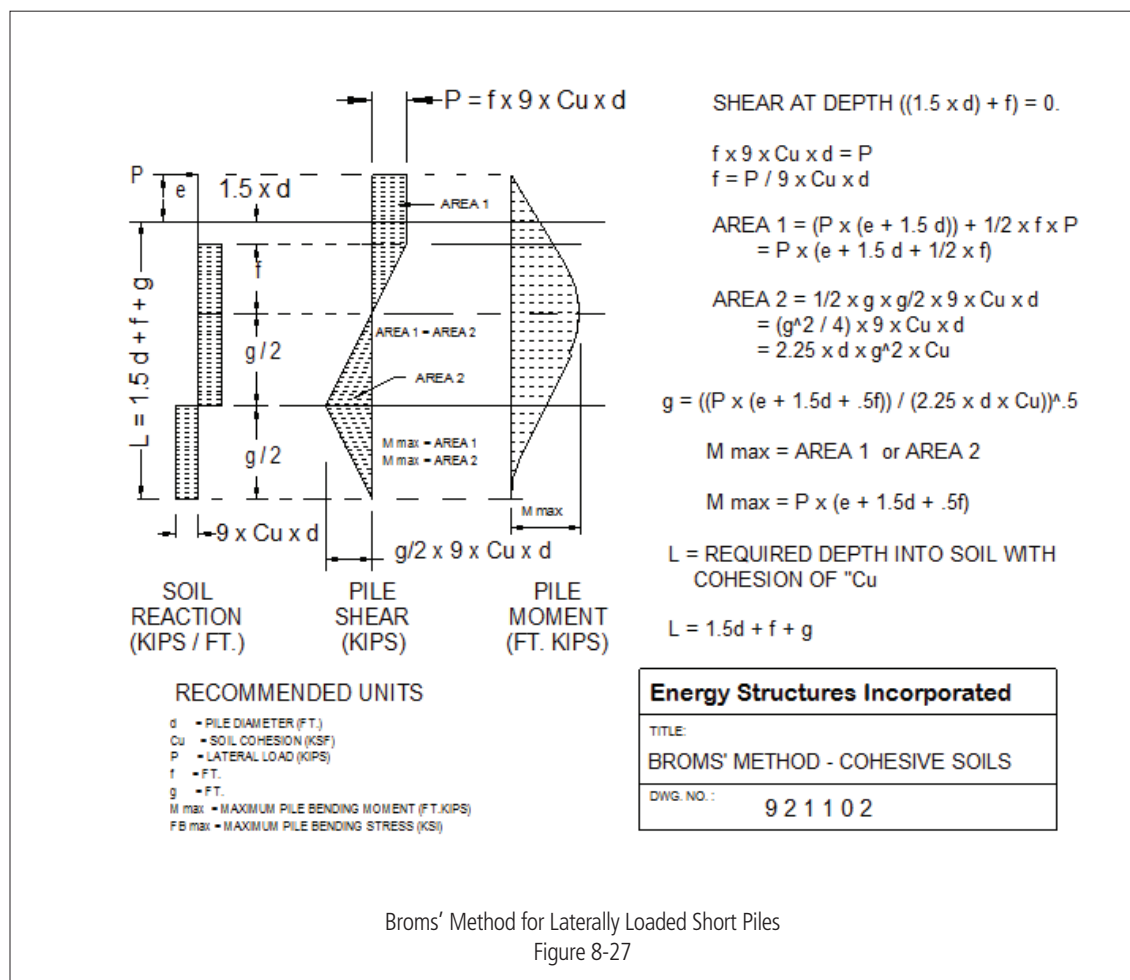 P = f x 9 x Cu x d
P
e
1.5 x d
AREA 1
f
L = 1.5 d + f + g
g / 2
AREA 1 = AREA 2
AREA 2
g / 2
M max = AREA 1
M max = AREA 2
M max
9 x Cu x d
g/2 x 9 x Cu x d
SOIL
REACTION
(KIPS / FT.)
PILE
SHEAR
(KIPS)
PILE
MOMENT
(FT. KIPS)
SHEAR AT DEPTH ((1.5 x d) + f) = 0.
f x 9 x Cu x d = P
f = P / 9 x Cu x d
AREA 1 = (P x (e + 1.5 d)) + 1/2 x f x P
= P x (e + 1.5 d + 1/2 x f)
AREA 2 = 1/2 x g x g/2 x 9 x Cu x d
= (g^2 / 4) x 9 x Cu x d
= 2.25 x d x g^2 x Cu
g = ((P x (e + 1.5d + .5f)) / (2.25 x d x Cu))^.5
M max = AREA 1 or AREA 2
M max = P x (e + 1.5d + .5f)
L = REQUIRED DEPTH INTO SOIL WITH
COHESION OF "Cu
L = 1.5d + f + g
RECOMMENDED UNITS
d = PILE DIAMETER (FT.)
Cu = SOIL COHESION (KSF)
P = LATERAL LOAD (KIPS)
f = FT.
g = FT.
M max = MAXIMUM PILE BENDING MOMENT (FT.KIPS)
FB max = MAXIMUM PILE BENDING STRESS (KSI)
Energy Structures Incorporated
TITLE:
BROMS' METHOD - COHESIVE SOILS
DWG. NO. :
9 2 1 1 0 2
Broms' Method for Laterally Loaded Short Piles
Figure 8-27